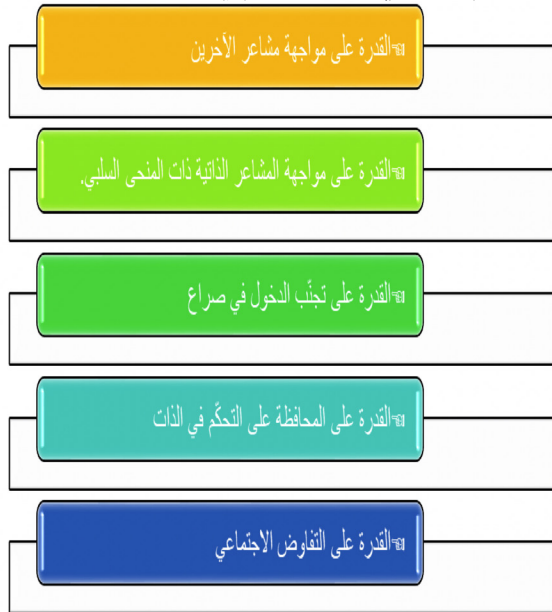 القدرة على مواجهة مشاعر الأخرين
القدرة على مواجهة المشاعر الذاتية ذات المنحى السلبي.
القدرة على تجنّب الدخول في صراع
القدرة على المحافظة على التحكّم في الذات
القدرة على التفاوض الاجتماعي